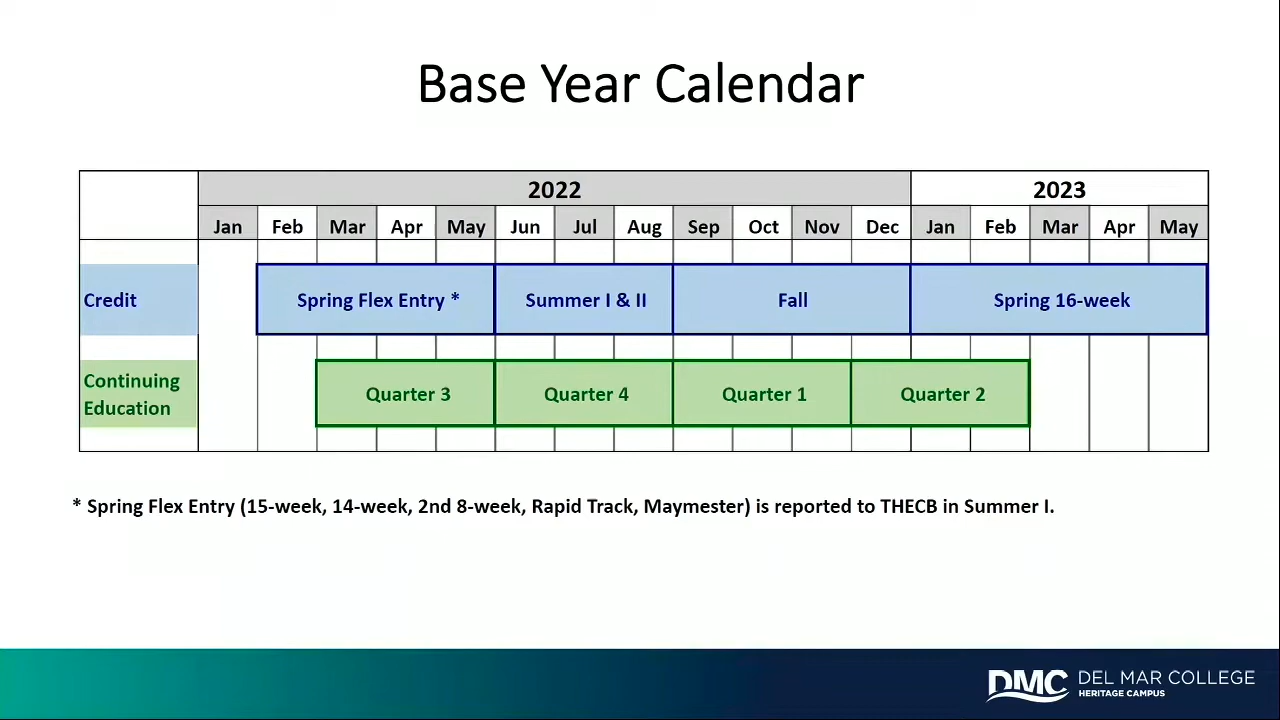 Base Year Calendar
2022 2023
Jan Feb Mar Apr May Jun Jul Aug Sep Oct Nov Dec Jan Feb Mar Apr May
Credit Spring Flex Entry * Summer I & II Fall Spring 16-week
Continuing
Education
Quarter 3 Quarter 4 Quarter 1 Quarter 2
* Spring Flex Entry (15-week, 14-week, 2nd 8-week, Rapid Track, Maymester) is reported to THECB in Summer I.
DMC DEL MAR COLLEGE
HERITAGE CAMPUS